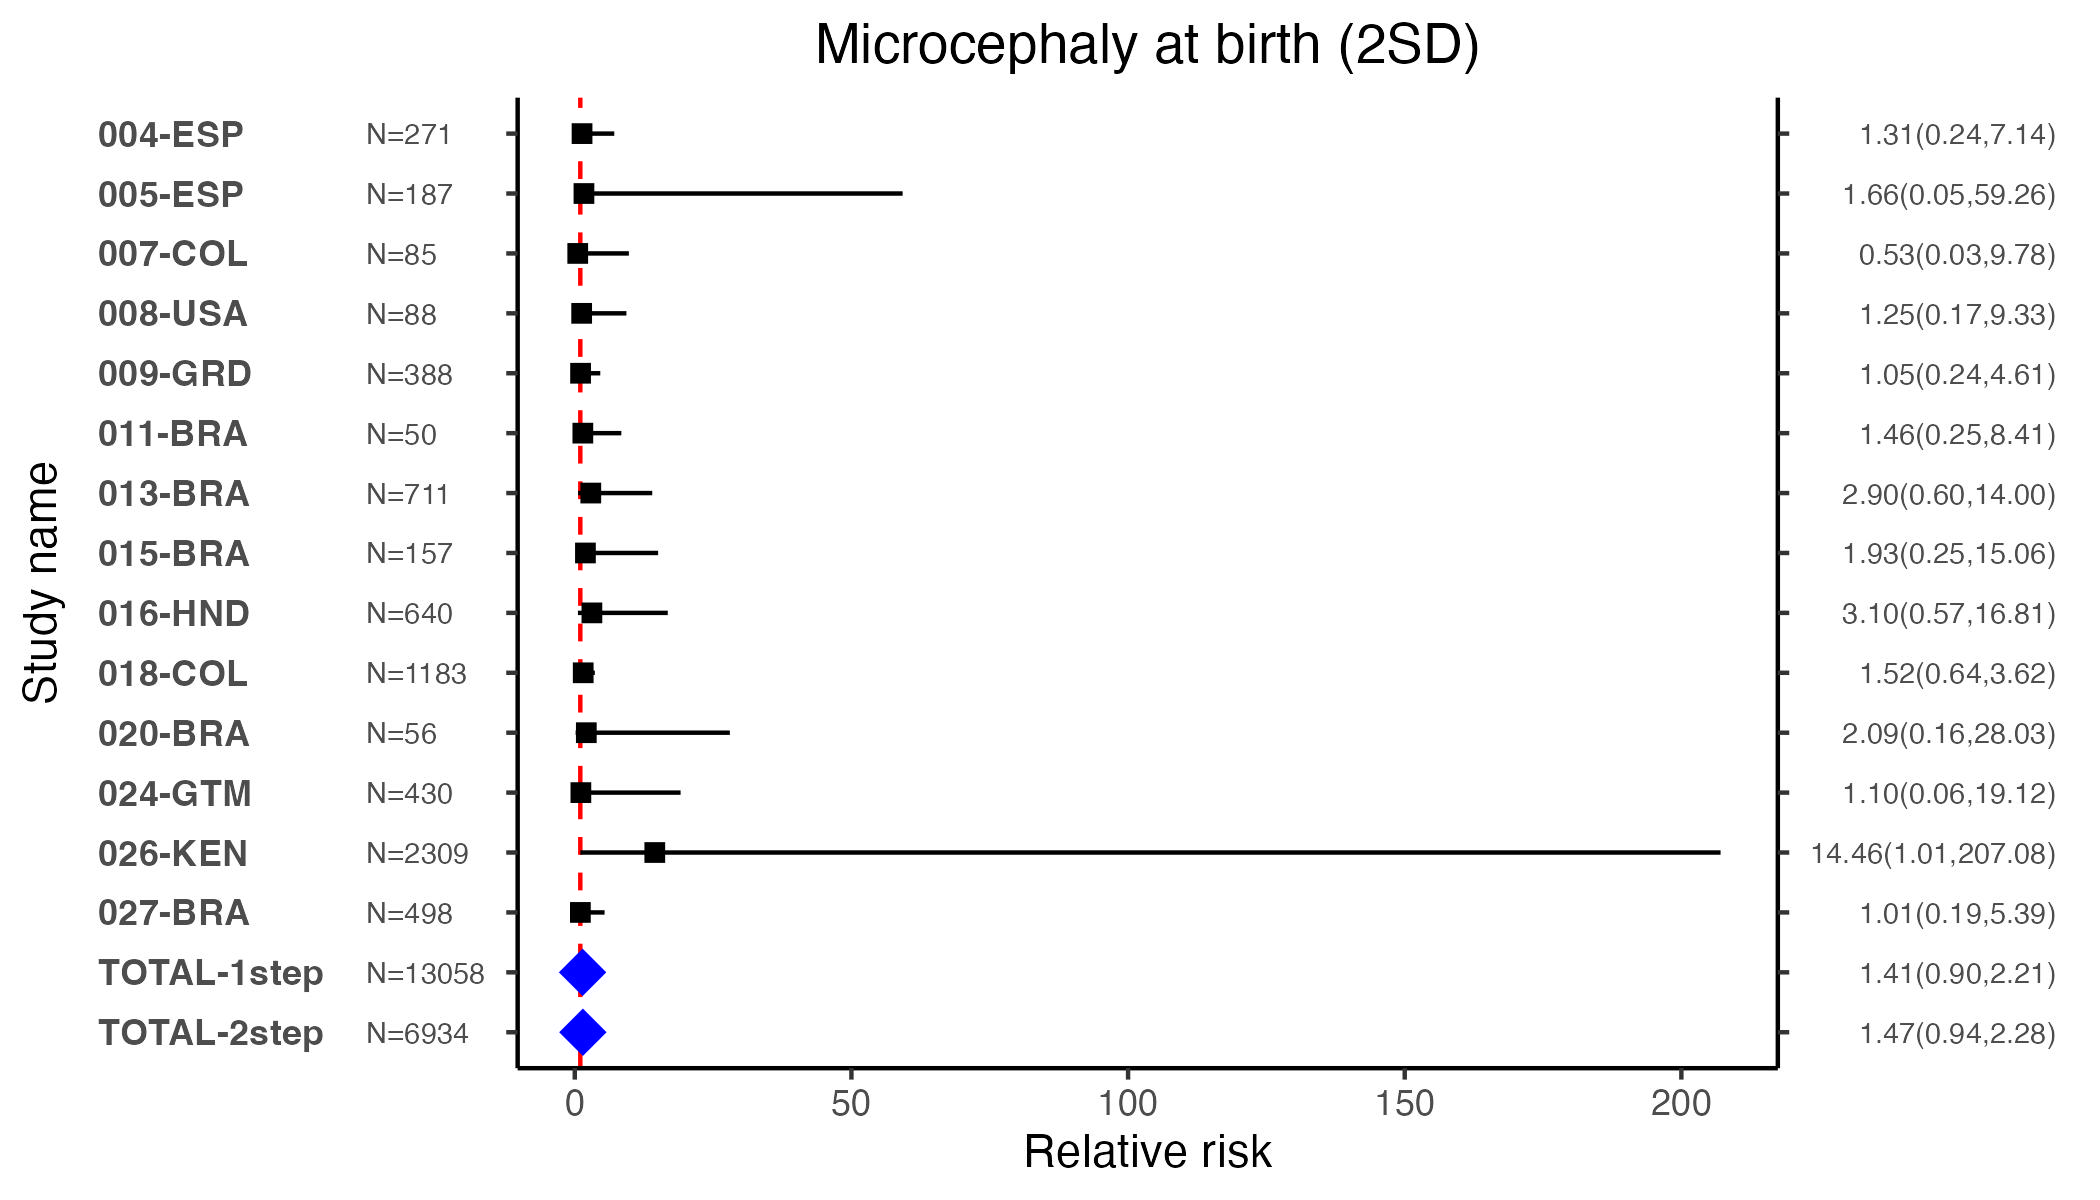 Microcephaly at birth (2SD)
Study name
004-ESP N=271 1.31(0.24,7.14)
005-ESP N=187 1.66(0.05,59.26)
007-COL N=85 0.53(0.03,9.78)
008-USA N=88 1.25(0.17,9.33)
009-GRD N=388 1.05(0.24,4.61)
011-BRA N=50 1.46(0.25,8.41)
013-BRA N=711 2.90(0.60,14.00)
015-BRA N=157 1.93(0.25,15.06)
016-HND N=640 3.10(0.57,16.81)
018-COL N=1183 1.52(0.64,3.62)
020-BRA N=56 2.09(0.16,28.03)
024-GTM N=430 1.10(0.06,19.12)
026-KEN N=2309 14.46(1.01,207.08)
027-BRA N=498 1.01(0.19,5.39)
TOTAL-1step N=13058 1.41(0.90,2.21)
TOTAL-2step N=6934 1.47(0.94,2.28)
0 50 100 150 200
Relative risk